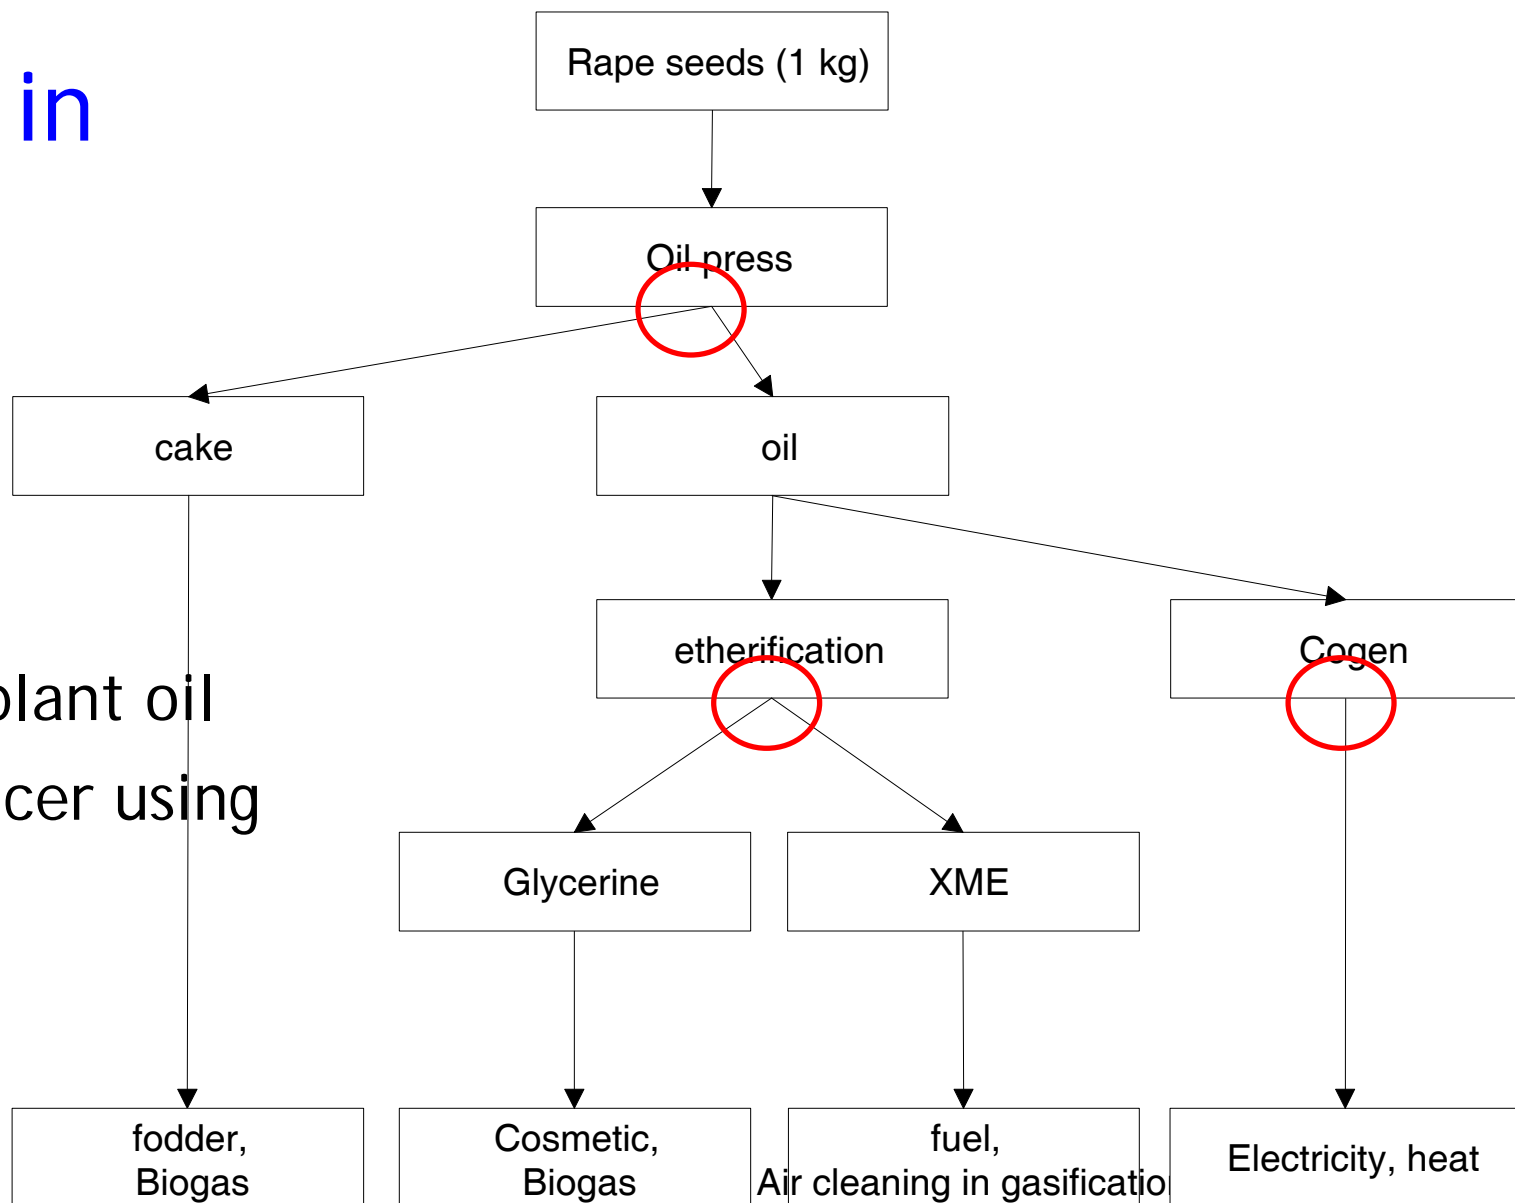 in
Rape seeds (1 kg)
Oil press
cake
oil
etherification
Cogen
plant oil
cer using
Glycerine
XME
fodder,
Biogas
Cosmetic,
Biogas
fuel,
Air cleaning in gasification
Electricity, heat